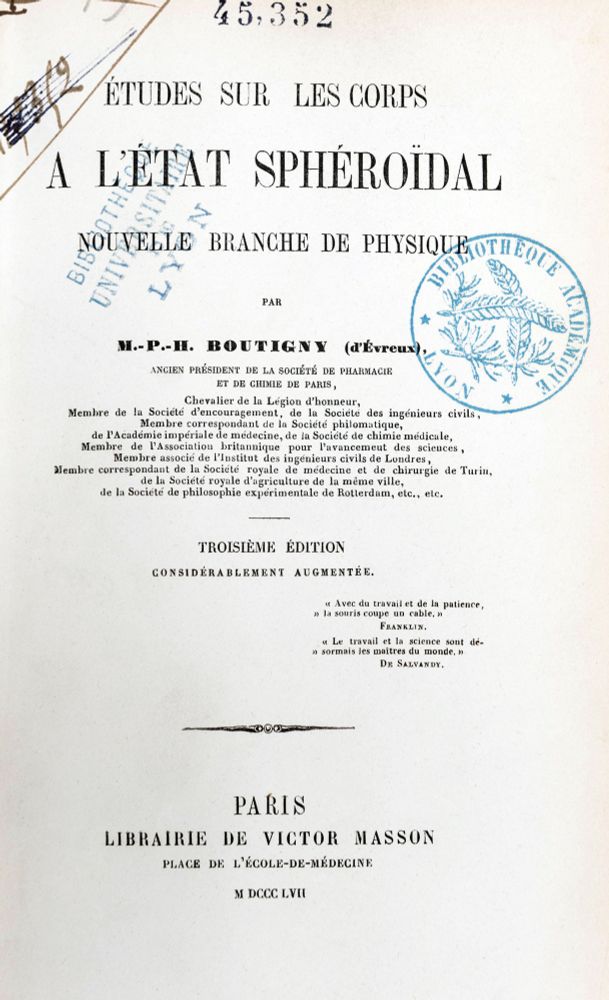 45,352
ÉTUDES SUR LES CORPS
A L'ÉTAT SPHÉROÏDAL
BIBLIOTHÈQUE
UNIVERSITAIRE
DE
LYON
NOUVELLE BRANCHE DE PHYSIQUE
BIBLIOTHÈQUE ACADÉMIQUE
LYON
PAR
M.-P.-H. BOUTIGNY (d'Évreux),
ANCIEN PRÉSIDENT DE LA SOCIÉTÉ DE PHARMACIE
ET DE CHIMIE DE PARIS,
Chevalier de la Légion d'honneur,
Membre de la Société d'encouragement, de la Société des ingénieurs civils,
Membre correspondant de la Société philomatique,
de l'Académie impériale de médecine, de la Société de chimie médicale,
Membre de l'Association britannique pour l'avancement des sciences,
Membre associé de l'Institut des ingénieurs civils de Londres,
Membre correspondant de la Société royale de médecine et de chirurgie de Turin,
de la Société royale d'agriculture de la même ville,
de la Société de philosophie expérimentale de Rotterdam, etc., etc.
TROISIÈME ÉDITION
CONSIDÉRABLEMENT AUGMENTÉE.
« Avec du travail et de la patience,
» la souris coupe un cable. »
FRANKLIN.
« Le travail et la science sont dé-
» sormais les maîtres du monde. »
DE SALVANDY.
PARIS
LIBRAIRIE DE VICTOR MASSON
PLACE DE L'ÉCOLE-DE-MÉDECINE
M DCCC LVII